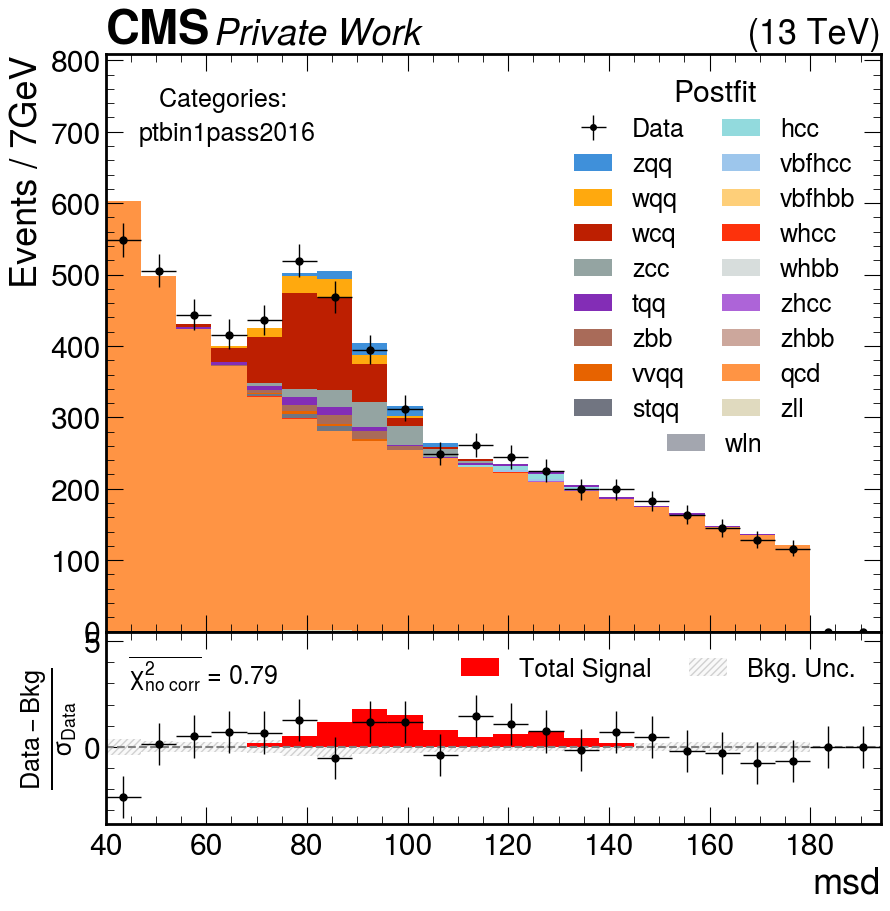 CMS Private Work (13 TeV)
Events / 7GeV
800
700
600
500
400
300
200
100
0
Categories:
ptbin1pass2016
Postfit
Data
zqq
wqq
wcq
zcc
tqq
zbb
vvqq
stqq
hcc
vbfhcc
vbfhbb
whcc
whbb
zhcc
zhbb
qcd
zll
wln
Data – Bkg
σData
5
0
χ²no corr = 0.79
Total Signal
Bkg. Unc.
40 60 80 100 120 140 160 180
msd